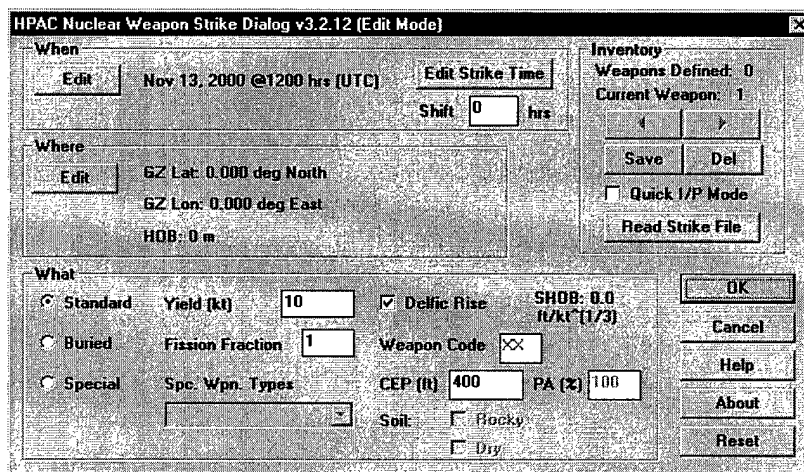 HPAC Nuclear Weapon Strike Dialog v3.2.12 (Edit Mode)
When
Edit
Nov 13, 2000 @1200 hrs (UTC)
Edit Strike Time
Shift 0 hrs
Inventory
Weapons Defined: 0
Current Weapon: 1
Save
Del
Quick I/P Mode
Read Strike File
Where
Edit
GZ Lat: 0.000 deg North
GZ Lon: 0.000 deg East
HOB: 0 m
What
Standard
Buried
Special
Yield (kt) 10
Fission Fraction 1
Spc. Wpn. Types
Delfic Rise
SHOB: 0.0
ft/kt^(1/3)
Weapon Code XX
CEP (ft) 400
PA (%) 100
Soil:
Rocky
Dry
OK
Cancel
Help
About
Reset